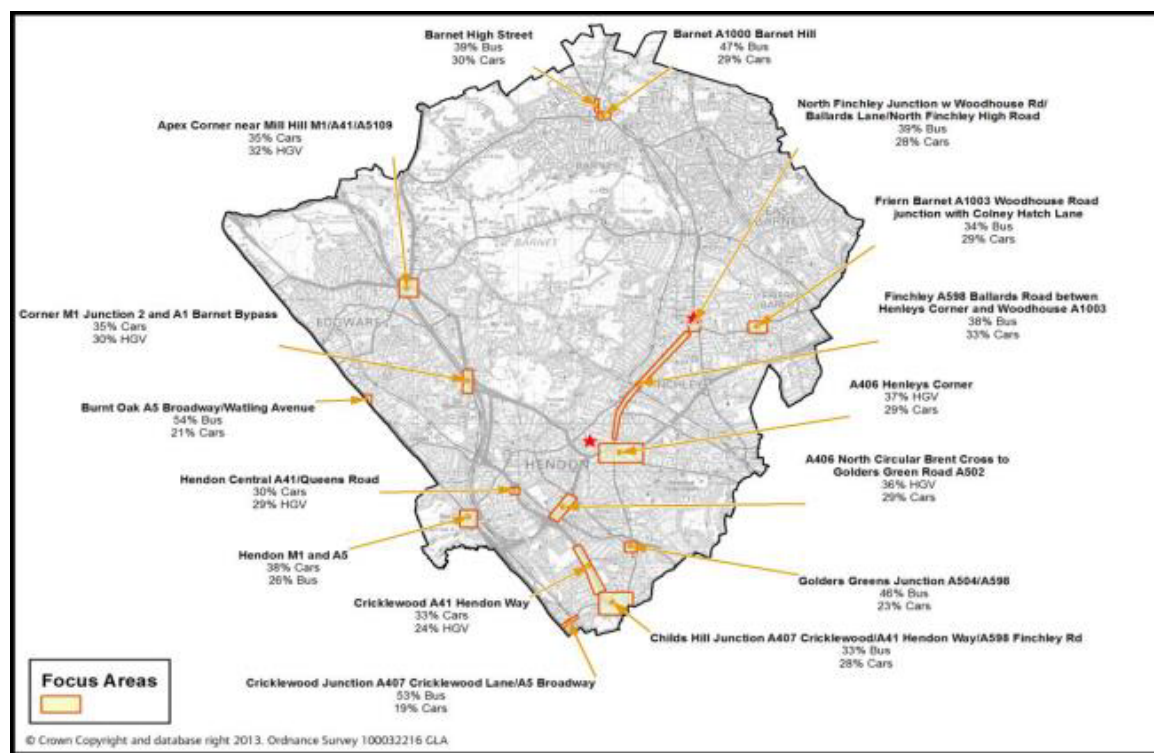 Barnet High Street
39% Bus
30% Cars
Barnet A1000 Barnet Hill
47% Bus
29% Cars
North Finchley Junction w Woodhouse Rd/
Ballards Lane/North Finchley High Road
39% Bus
28% Cars
Apex Corner near Mill Hill M1/A41/A5109
35% Cars
32% HGV
Friern Barnet A1003 Woodhouse Road
junction with Colney Hatch Lane
34% Bus
29% Cars
Corner M1 Junction 2 and A1 Barnet Bypass
35% Cars
30% HGV
Finchley A598 Ballards Road betwen
Henleys Corner and Woodhouse A1003
38% Bus
33% Cars
Burnt Oak A5 Broadway/Watling Avenue
54% Bus
21% Cars
A406 Henleys Corner
37% HGV
29% Cars
Hendon Central A41/Queens Road
30% Cars
29% HGV
A406 North Circular Brent Cross to
Golders Green Road A502
36% HGV
29% Cars
Hendon M1 and A5
38% Cars
26% Bus
Golders Greens Junction A504/A598
46% Bus
23% Cars
Cricklewood A41 Hendon Way
33% Cars
24% HGV
Childs Hill Junction A407 Cricklewood/A41 Hendon Way/A598 Finchley Rd
33% Bus
28% Cars
Cricklewood Junction A407 Cricklewood Lane/A5 Broadway
53% Bus
19% Cars
BARNET
BARNET
EDGWARE
HENDON
Focus Areas
© Crown Copyright and database right 2013. Ordnance Survey 100032216 GLA